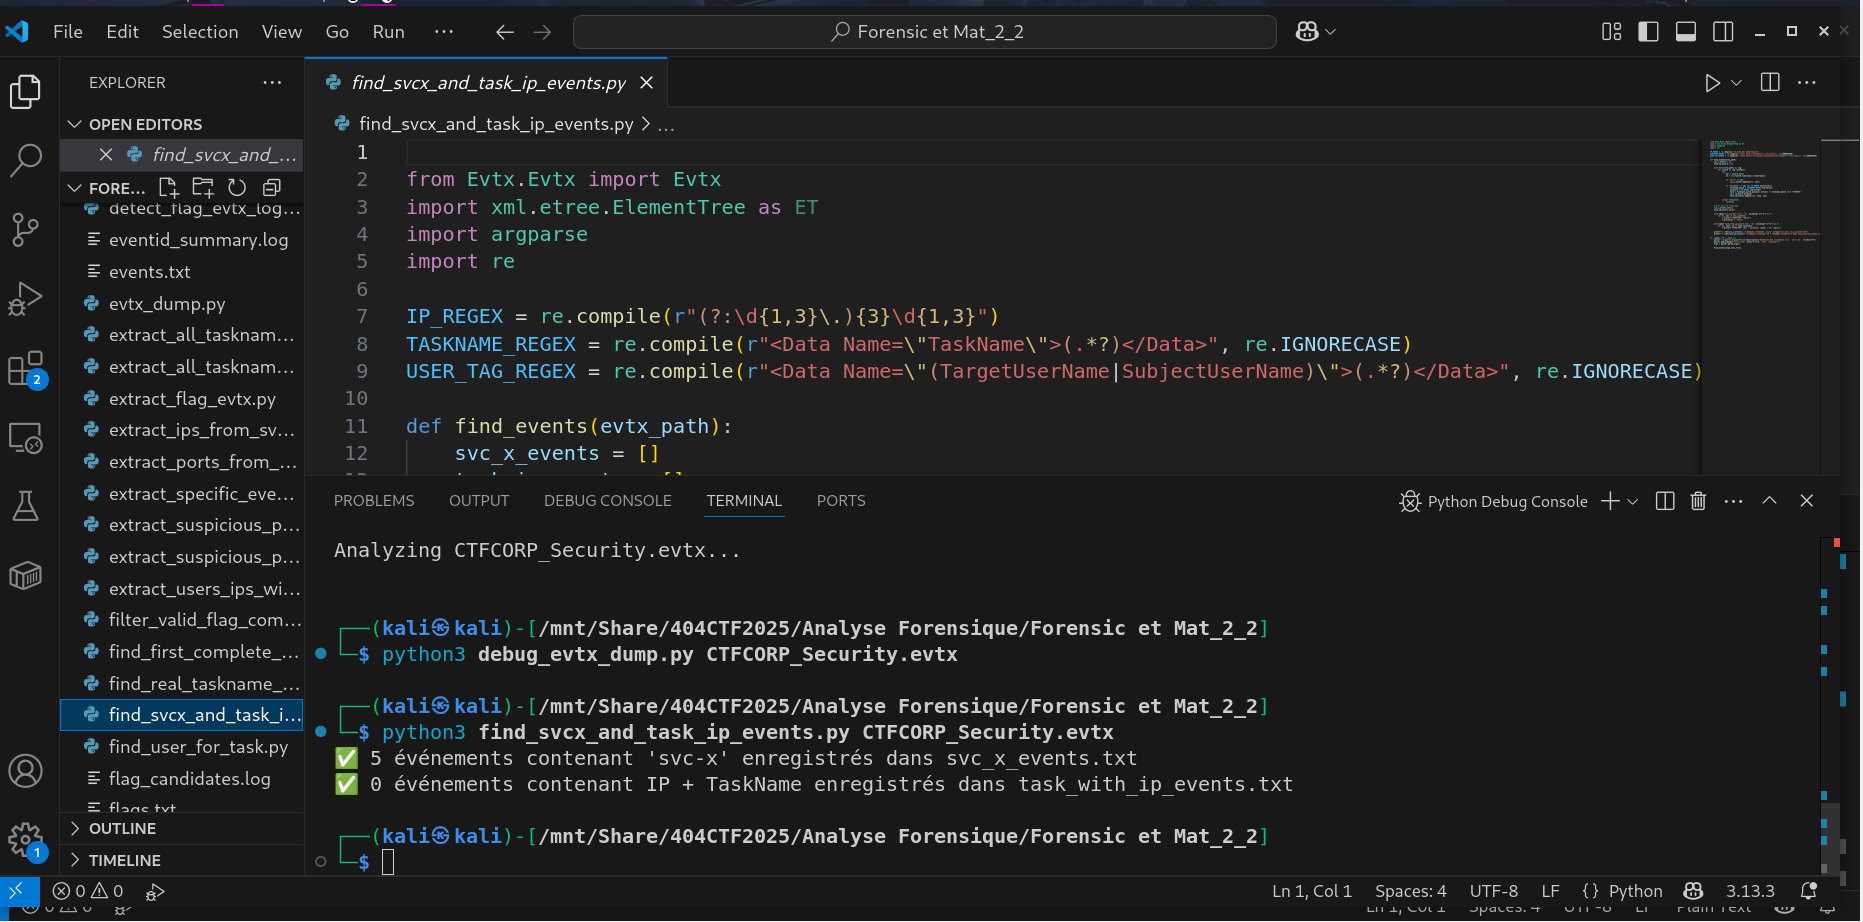 File Edit Selection View Go Run ··· Forensic et Mat_2_2
EXPLORER ···
OPEN EDITORS
find_svcx_and_...
FORE...
detect_flag_evtx_log...
eventid_summary.log
events.txt
evtx_dump.py
extract_all_tasknam...
extract_all_tasknam...
extract_flag_evtx.py
extract_ips_from_sv...
extract_ports_from_...
extract_specific_eve...
extract_suspicious_p...
extract_suspicious_p...
extract_users_ips_wi...
filter_valid_flag_com...
find_first_complete_...
find_real_taskname_...
find_svcx_and_task_i...
find_user_for_task.py
flag_candidates.log
flags.txt
OUTLINE
TIMELINE
2
1
find_svcx_and_task_ip_events.py
find_svcx_and_task_ip_events.py > ...
1
2 from Evtx.Evtx import Evtx
3 import xml.etree.ElementTree as ET
4 import argparse
5 import re
6
7 IP_REGEX = re.compile(r"(?:\d{1,3}\.){3}\d{1,3}")
8 TASKNAME_REGEX = re.compile(r"<Data Name=\"TaskName\">(.*?)</Data>", re.IGNORECASE)
9 USER_TAG_REGEX = re.compile(r"<Data Name=\"(TargetUserName|SubjectUserName)\">(.*?)</Data>", re.IGNORECASE)
10
11 def find_events(evtx_path):
12 svc_x_events = []
PROBLEMS OUTPUT DEBUG CONSOLE TERMINAL PORTS Python Debug Console
Analyzing CTFCORP_Security.evtx...
┌──(kali㉿kali)-[/mnt/Share/404CTF2025/Analyse Forensique/Forensic et Mat_2_2]
└─$ python3 debug_evtx_dump.py CTFCORP_Security.evtx
┌──(kali㉿kali)-[/mnt/Share/404CTF2025/Analyse Forensique/Forensic et Mat_2_2]
└─$ python3 find_svcx_and_task_ip_events.py CTFCORP_Security.evtx
✅ 5 événements contenant 'svc-x' enregistrés dans svc_x_events.txt
✅ 0 événements contenant IP + TaskName enregistrés dans task_with_ip_events.txt
┌──(kali㉿kali)-[/mnt/Share/404CTF2025/Analyse Forensique/Forensic et Mat_2_2]
└─$
0 0 Ln 1, Col 1 Spaces: 4 UTF-8 LF {} Python 3.13.3